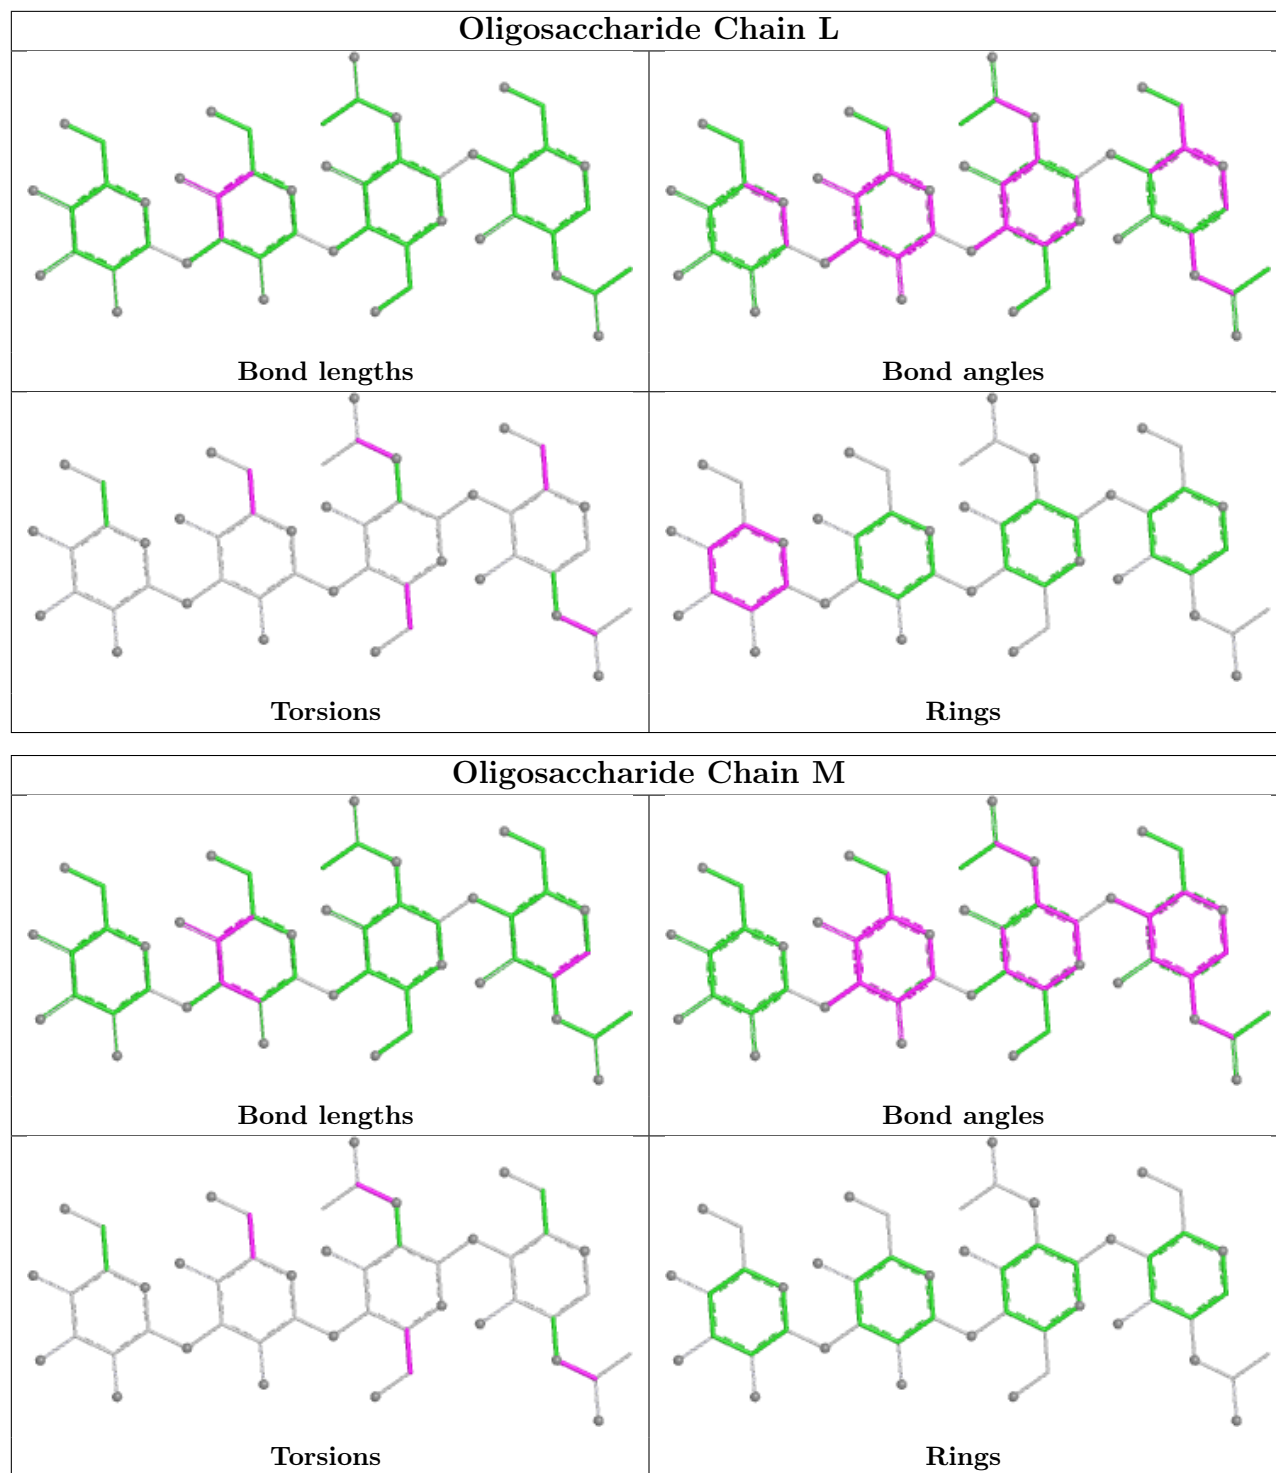 Oligosaccharide Chain L
Bond lengths
Bond angles
Torsions
Rings
Oligosaccharide Chain M
Bond lengths
Bond angles
Torsions
Rings